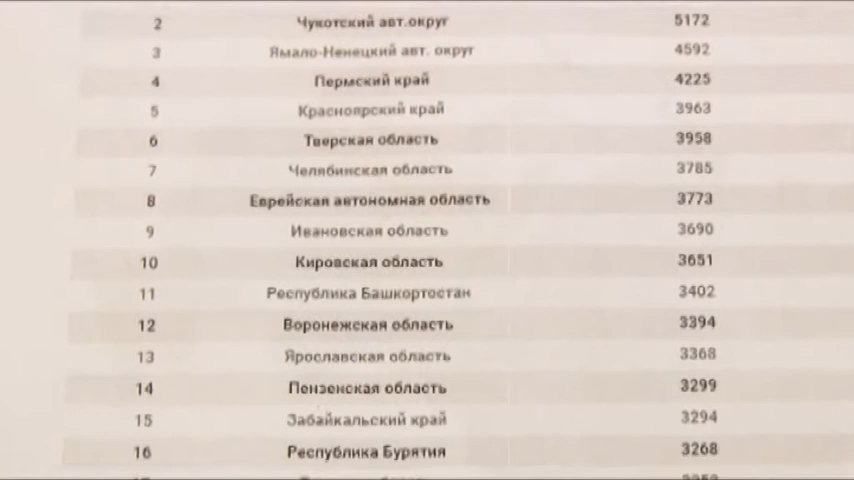 2 Чукотский авт.округ 5172
3 Ямало-Ненецкий авт. округ 4592
4 Пермский край 4225
5 Красноярский край 3963
6 Тверская область 3958
7 Челябинская область 3785
8 Еврейская автономная область 3773
9 Ивановская область 3690
10 Кировская область 3651
11 Республика Башкортостан 3402
12 Воронежская область 3394
13 Ярославская область 3368
14 Пензенская область 3299
15 Забайкальский край 3294
16 Республика Бурятия 3268